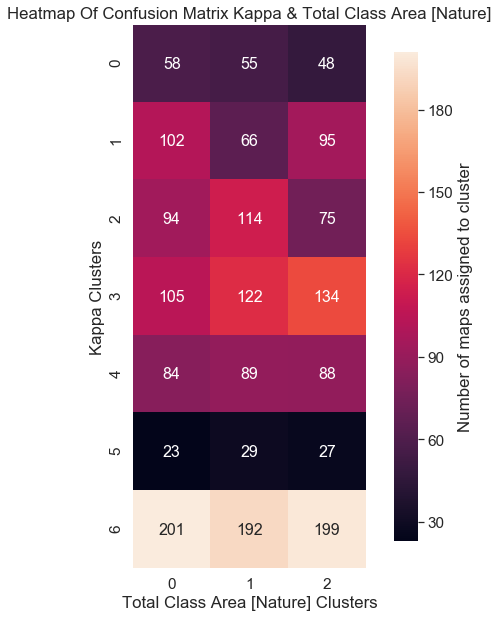 Heatmap Of Confusion Matrix Kappa & Total Class Area [Nature]
0 58 55 48
1 102 66 95
2 94 114 75
3 105 122 134
4 84 89 88
5 23 29 27
6 201 192 199
0 1 2
Total Class Area [Nature] Clusters
Kappa Clusters
180
150
120
90
60
30
Number of maps assigned to cluster